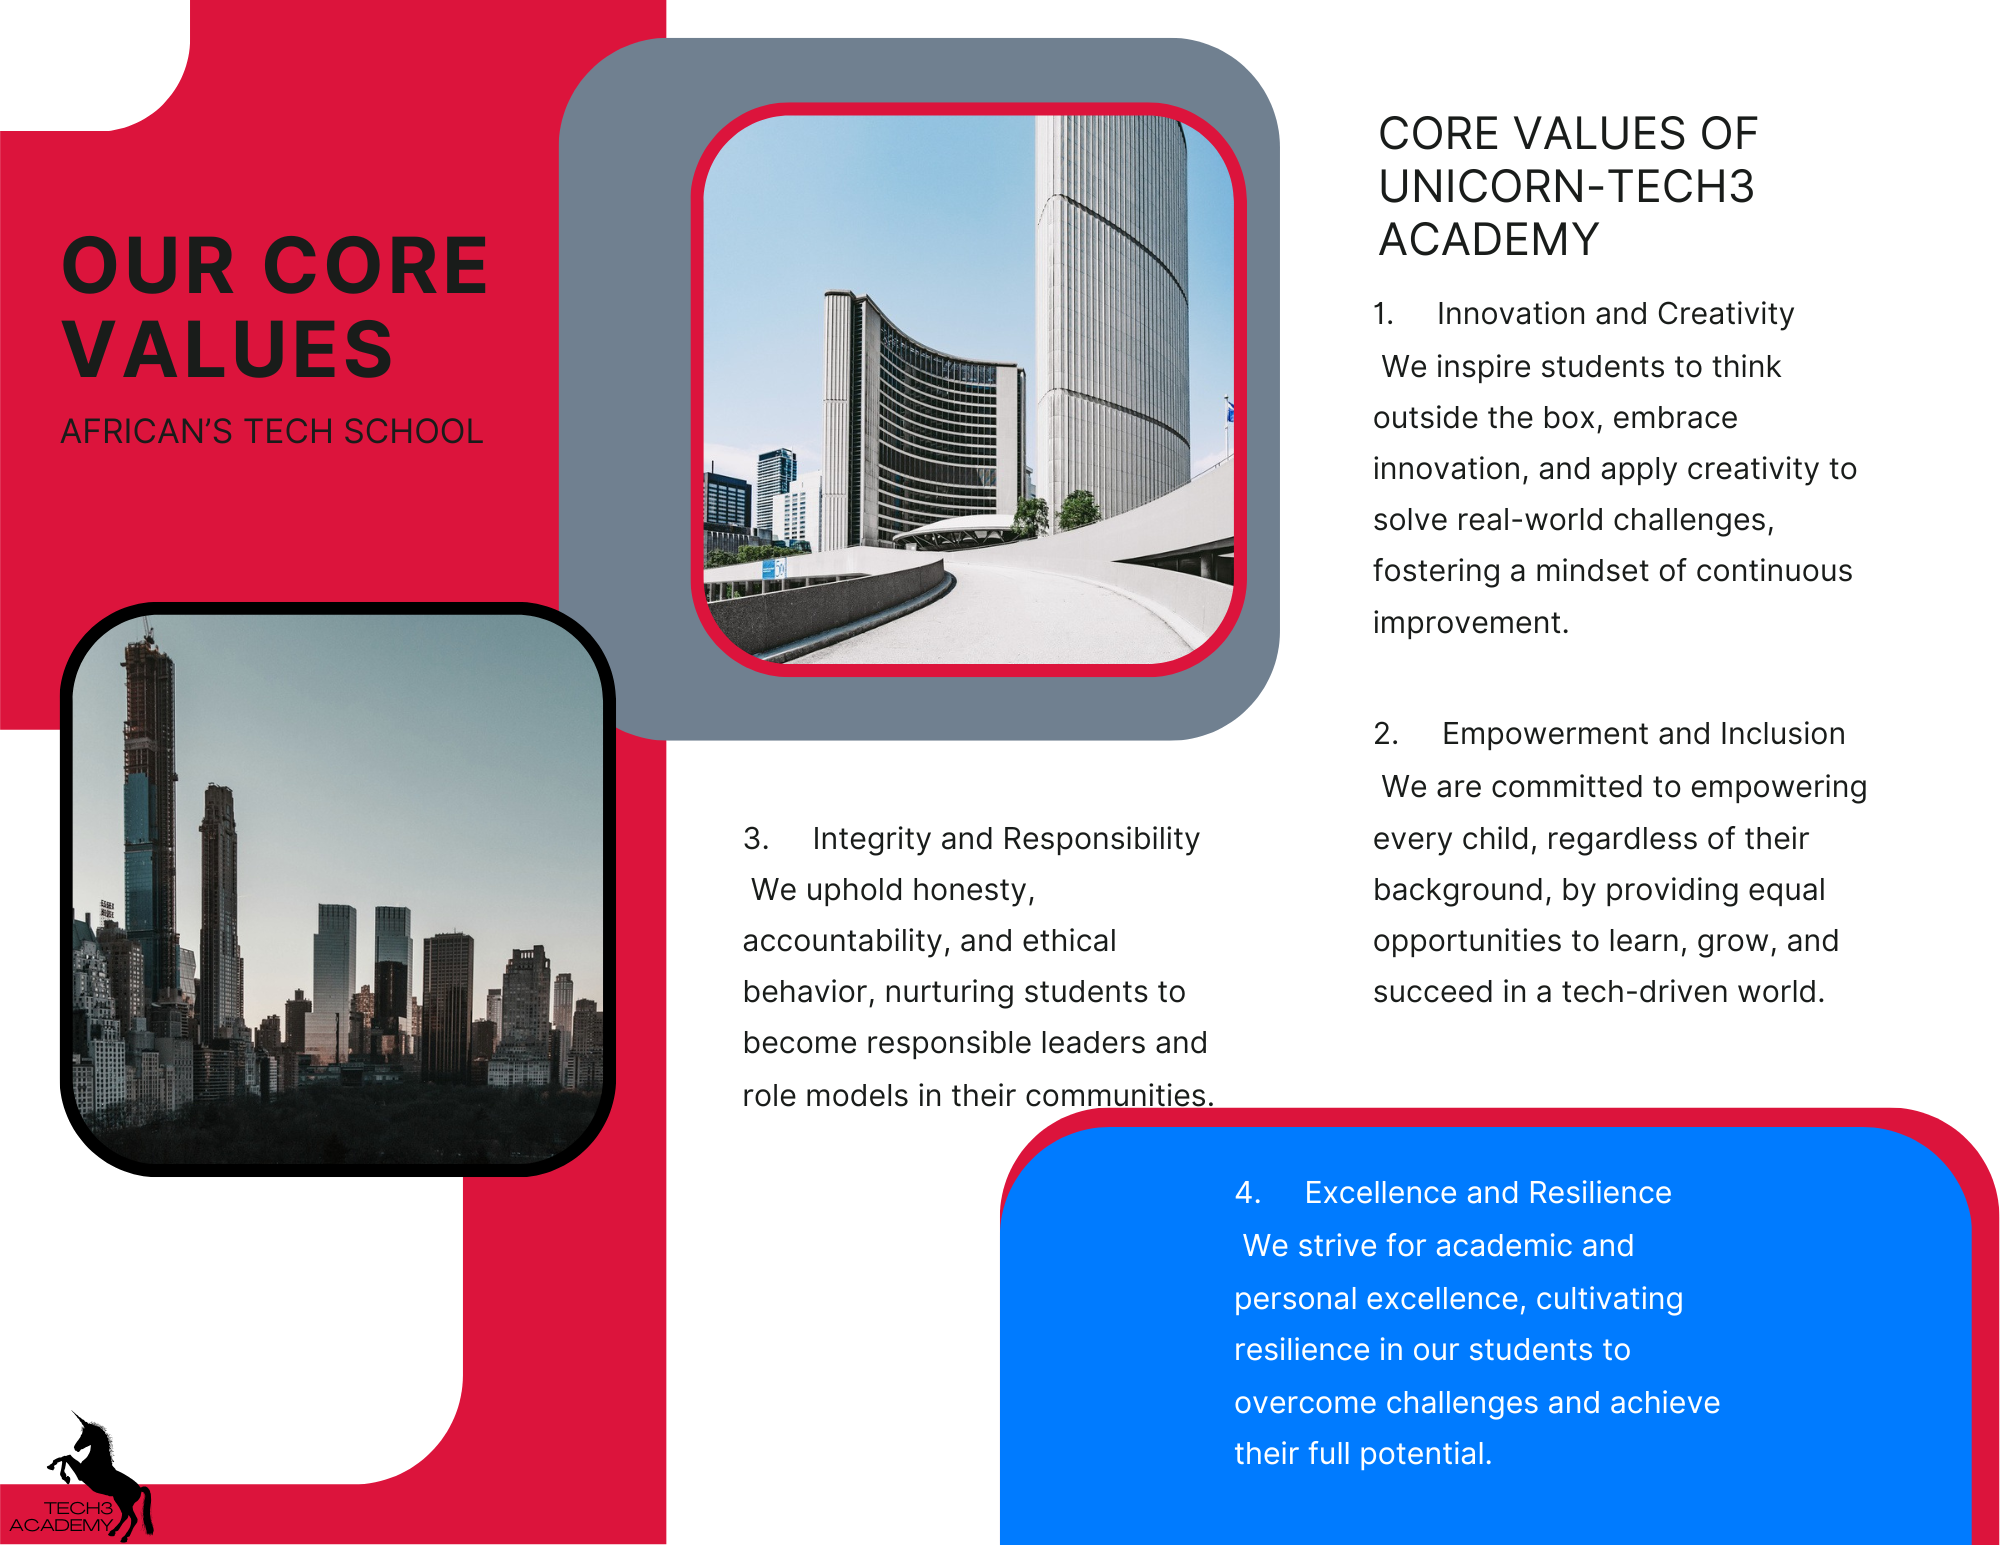 OUR CORE
VALUES
AFRICAN’S TECH SCHOOL
CORE VALUES OF
UNICORN-TECH3
ACADEMY
1. Innovation and Creativity
We inspire students to think
outside the box, embrace
innovation, and apply creativity to
solve real-world challenges,
fostering a mindset of continuous
improvement.
2. Empowerment and Inclusion
We are committed to empowering
every child, regardless of their
background, by providing equal
opportunities to learn, grow, and
succeed in a tech-driven world.
3. Integrity and Responsibility
We uphold honesty,
accountability, and ethical
behavior, nurturing students to
become responsible leaders and
role models in their communities.
4. Excellence and Resilience
We strive for academic and
personal excellence, cultivating
resilience in our students to
overcome challenges and achieve
their full potential.
TECH3
ACADEMY